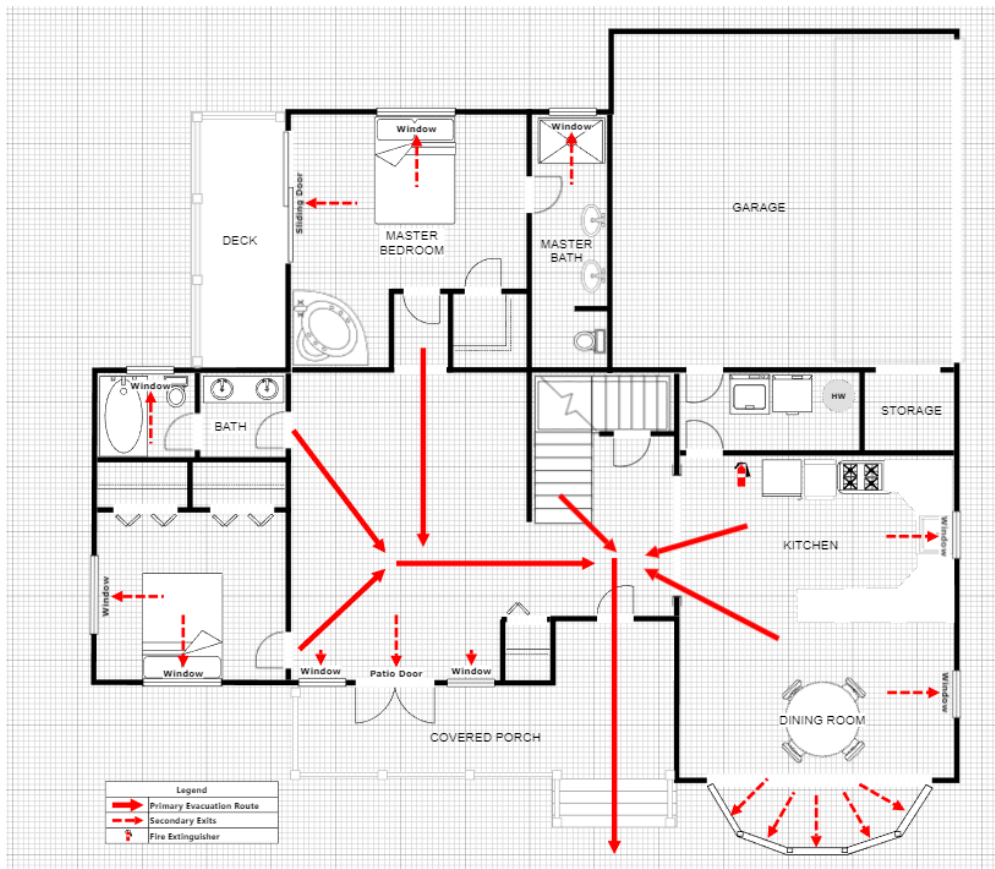 Window
Window
Sliding Door
GARAGE
DECK
MASTER
BEDROOM
MASTER
BATH
Window
BATH
HW
STORAGE
KITCHEN
Window
Window
Window
Window
Patio Door
Window
Window
DINING ROOM
COVERED PORCH
Legend
Primary Evacuation Route
Secondary Exits
Fire Extinguisher